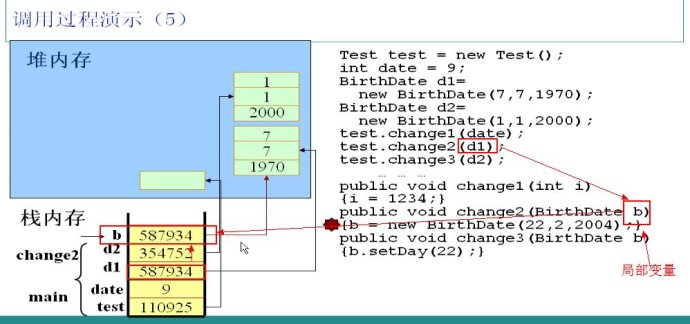 调用过程演示（5）
堆内存
1
1
2000
7
7
1970
栈内存
b 587934
d2 354752
change2
d1 587934
date 9
main
test 110925
Test test = new Test();
int date = 9;
BirthDate d1=
new BirthDate(7,7,1970);
BirthDate d2=
new BirthDate(1,1,2000);
test.change1(date);
test.change2(d1);
test.change3(d2);
… … …
public void change1(int i)
{i = 1234;}
public void change2(BirthDate b)
{b = new BirthDate(22,2,2004);}
public void change3(BirthDate b)
{b.setDay(22);}
局部变量